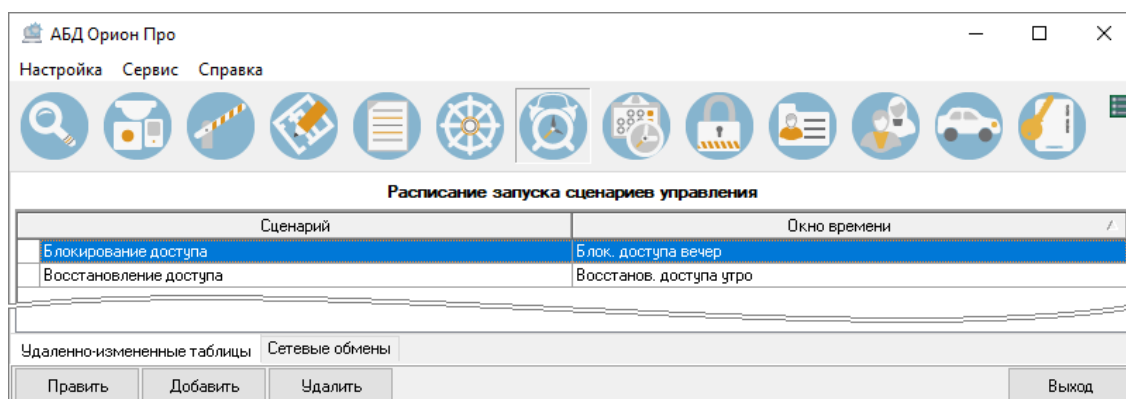 АБД Орион Про
Настройка Сервис Справка
Расписание запуска сценариев управления
Сценарий Окно времени
Блокирование доступа Блок. доступа вечер
Восстановление доступа Восстанов. доступа утро
Удаленно-измененные таблицы Сетевые обмены
Править Добавить Удалить Выход